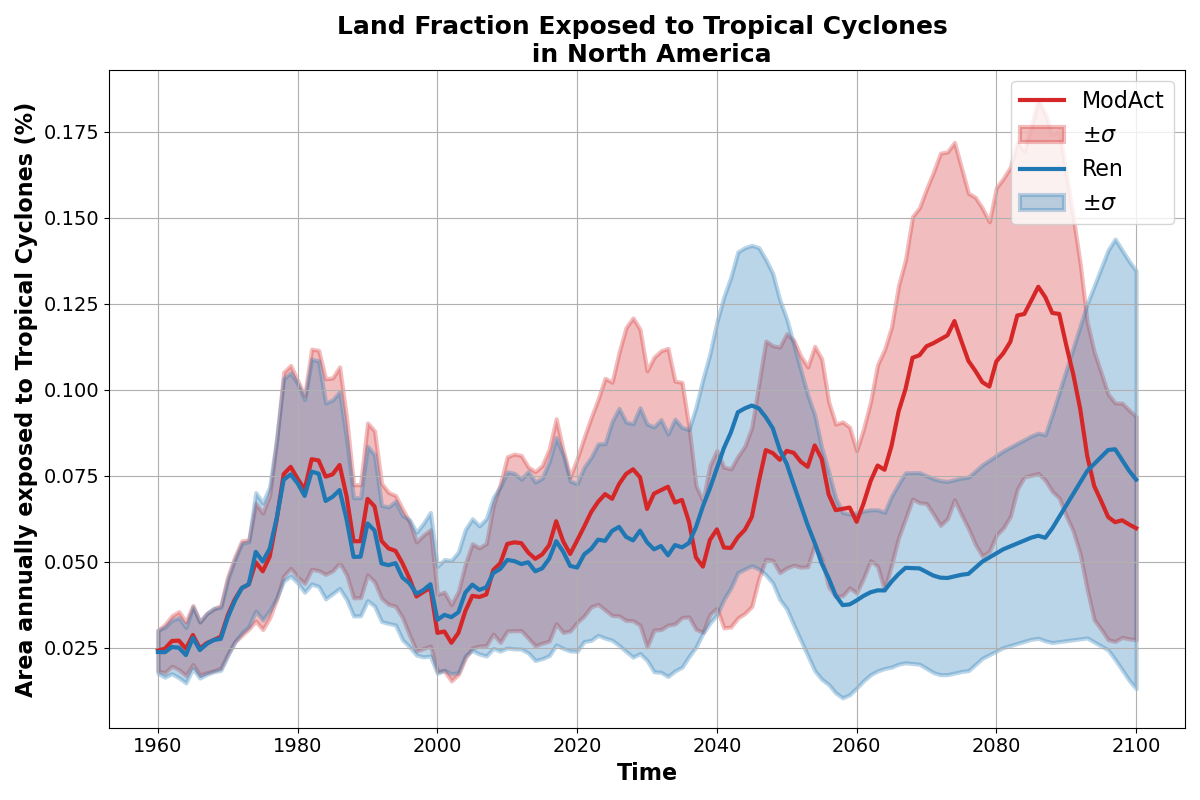 Land Fraction Exposed to Tropical Cyclones
in North America
Area annually exposed to Tropical Cyclones (%)
0.175
0.150
0.125
0.100
0.075
0.050
0.025
ModAct
±σ
Ren
±σ
1960 1980 2000 2020 2040 2060 2080 2100
Time